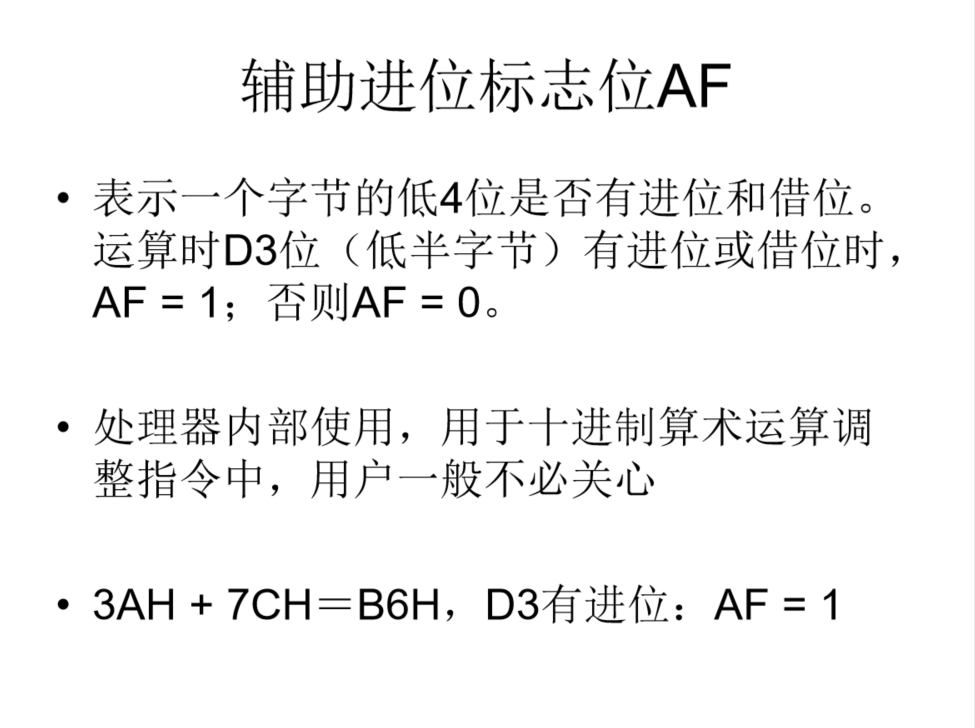 辅助进位标志位AF
• 表示一个字节的低4位是否有进位和借位。
运算时D3位（低半字节）有进位或借位时，
AF = 1；否则AF = 0。
• 处理器内部使用，用于十进制算术运算调
整指令中，用户一般不必关心
• 3AH + 7CH＝B6H，D3有进位：AF = 1